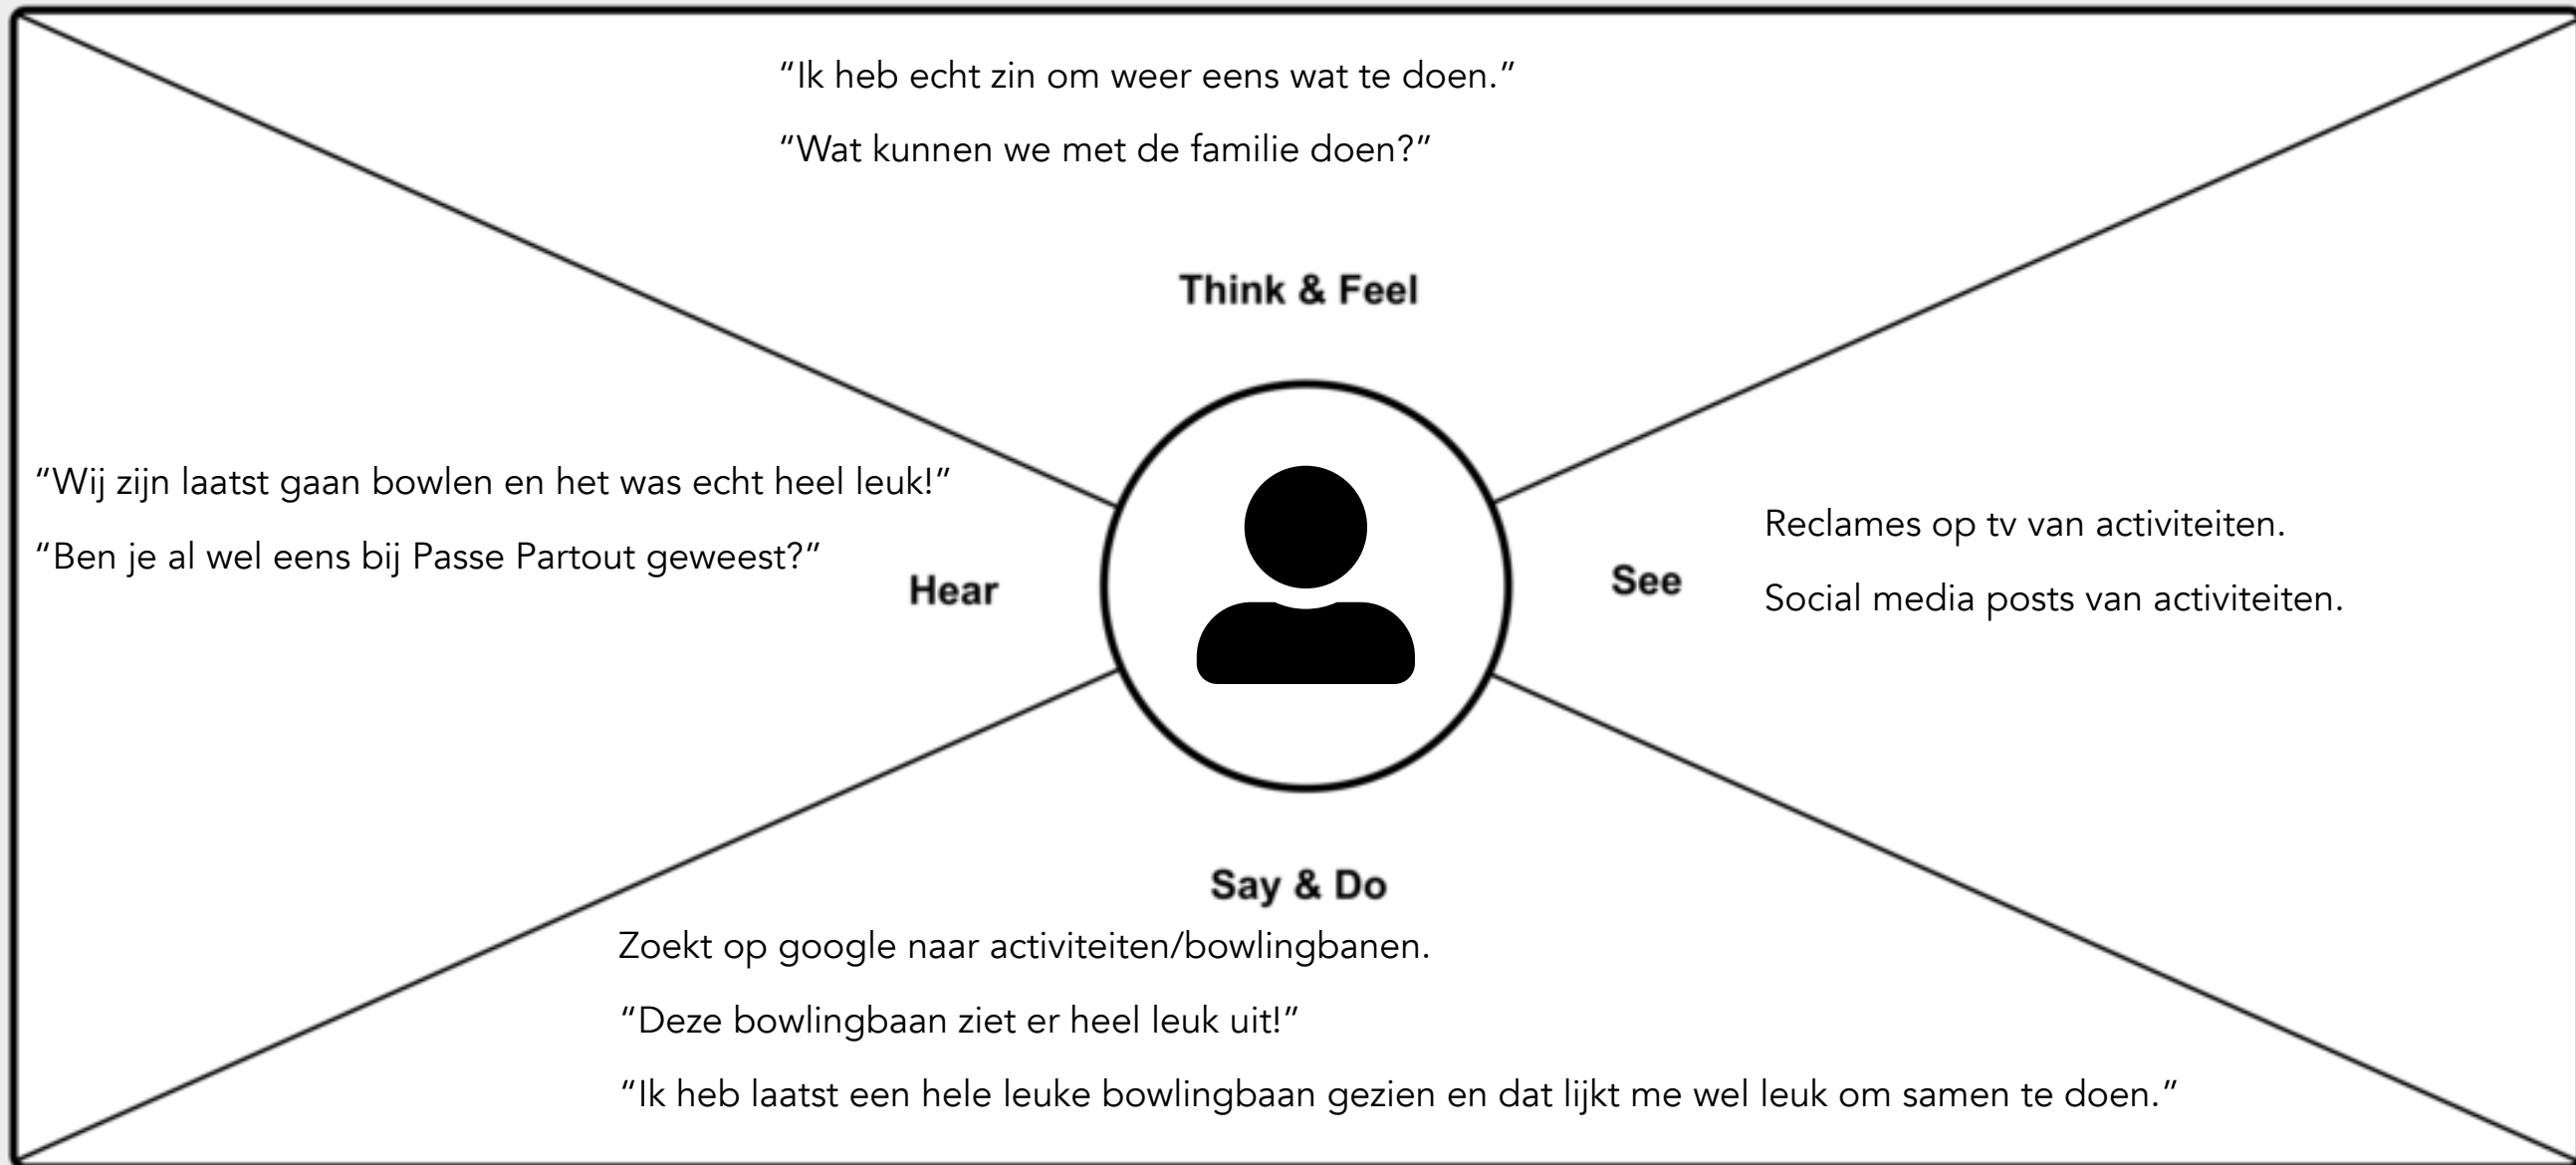 “Ik heb echt zin om weer eens wat te doen.”
“Wat kunnen we met de familie doen?”
Think & Feel
“Wij zijn laatst gaan bowlen en het was echt heel leuk!”
“Ben je al wel eens bij Passe Partout geweest?”
Hear
See
Reclames op tv van activiteiten.
Social media posts van activiteiten.
Say & Do
Zoekt op google naar activiteiten/bowlingbanen.
“Deze bowlingbaan ziet er heel leuk uit!”
“Ik heb laatst een hele leuke bowlingbaan gezien en dat lijkt me wel leuk om samen te doen.”